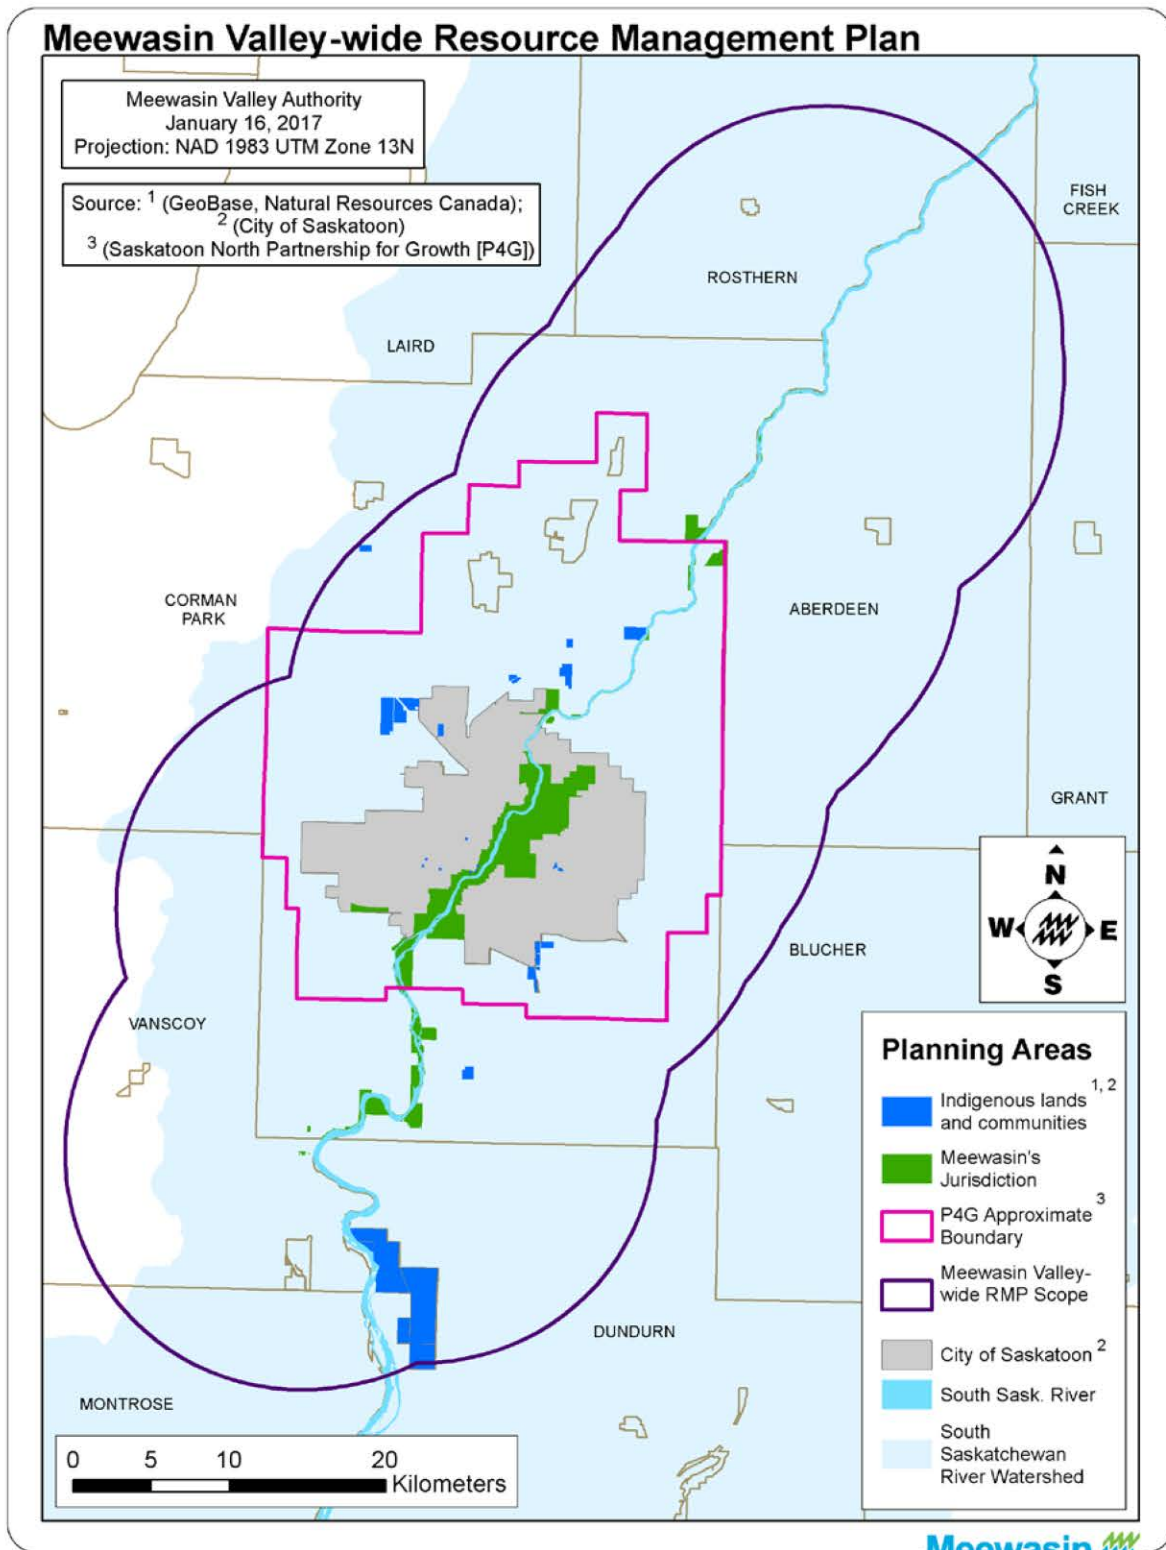 Meewasin Valley-wide Resource Management Plan
Meewasin Valley Authority
January 16, 2017
Projection: NAD 1983 UTM Zone 13N
Source: 1 (GeoBase, Natural Resources Canada);
2 (City of Saskatoon)
3 (Saskatoon North Partnership for Growth [P4G])
FISH
CREEK
ROSTHERN
LAIRD
CORMAN
PARK
ABERDEEN
GRANT
N
W E
S
BLUCHER
VANSCOY
DUNDURN
MONTROSE
Planning Areas
Indigenous lands 1, 2
and communities
Meewasin's
Jurisdiction
P4G Approximate 3
Boundary
Meewasin Valley-
wide RMP Scope
City of Saskatoon 2
South Sask. River
South
Saskatchewan
River Watershed
0 5 10 20
Kilometers
Meewasin